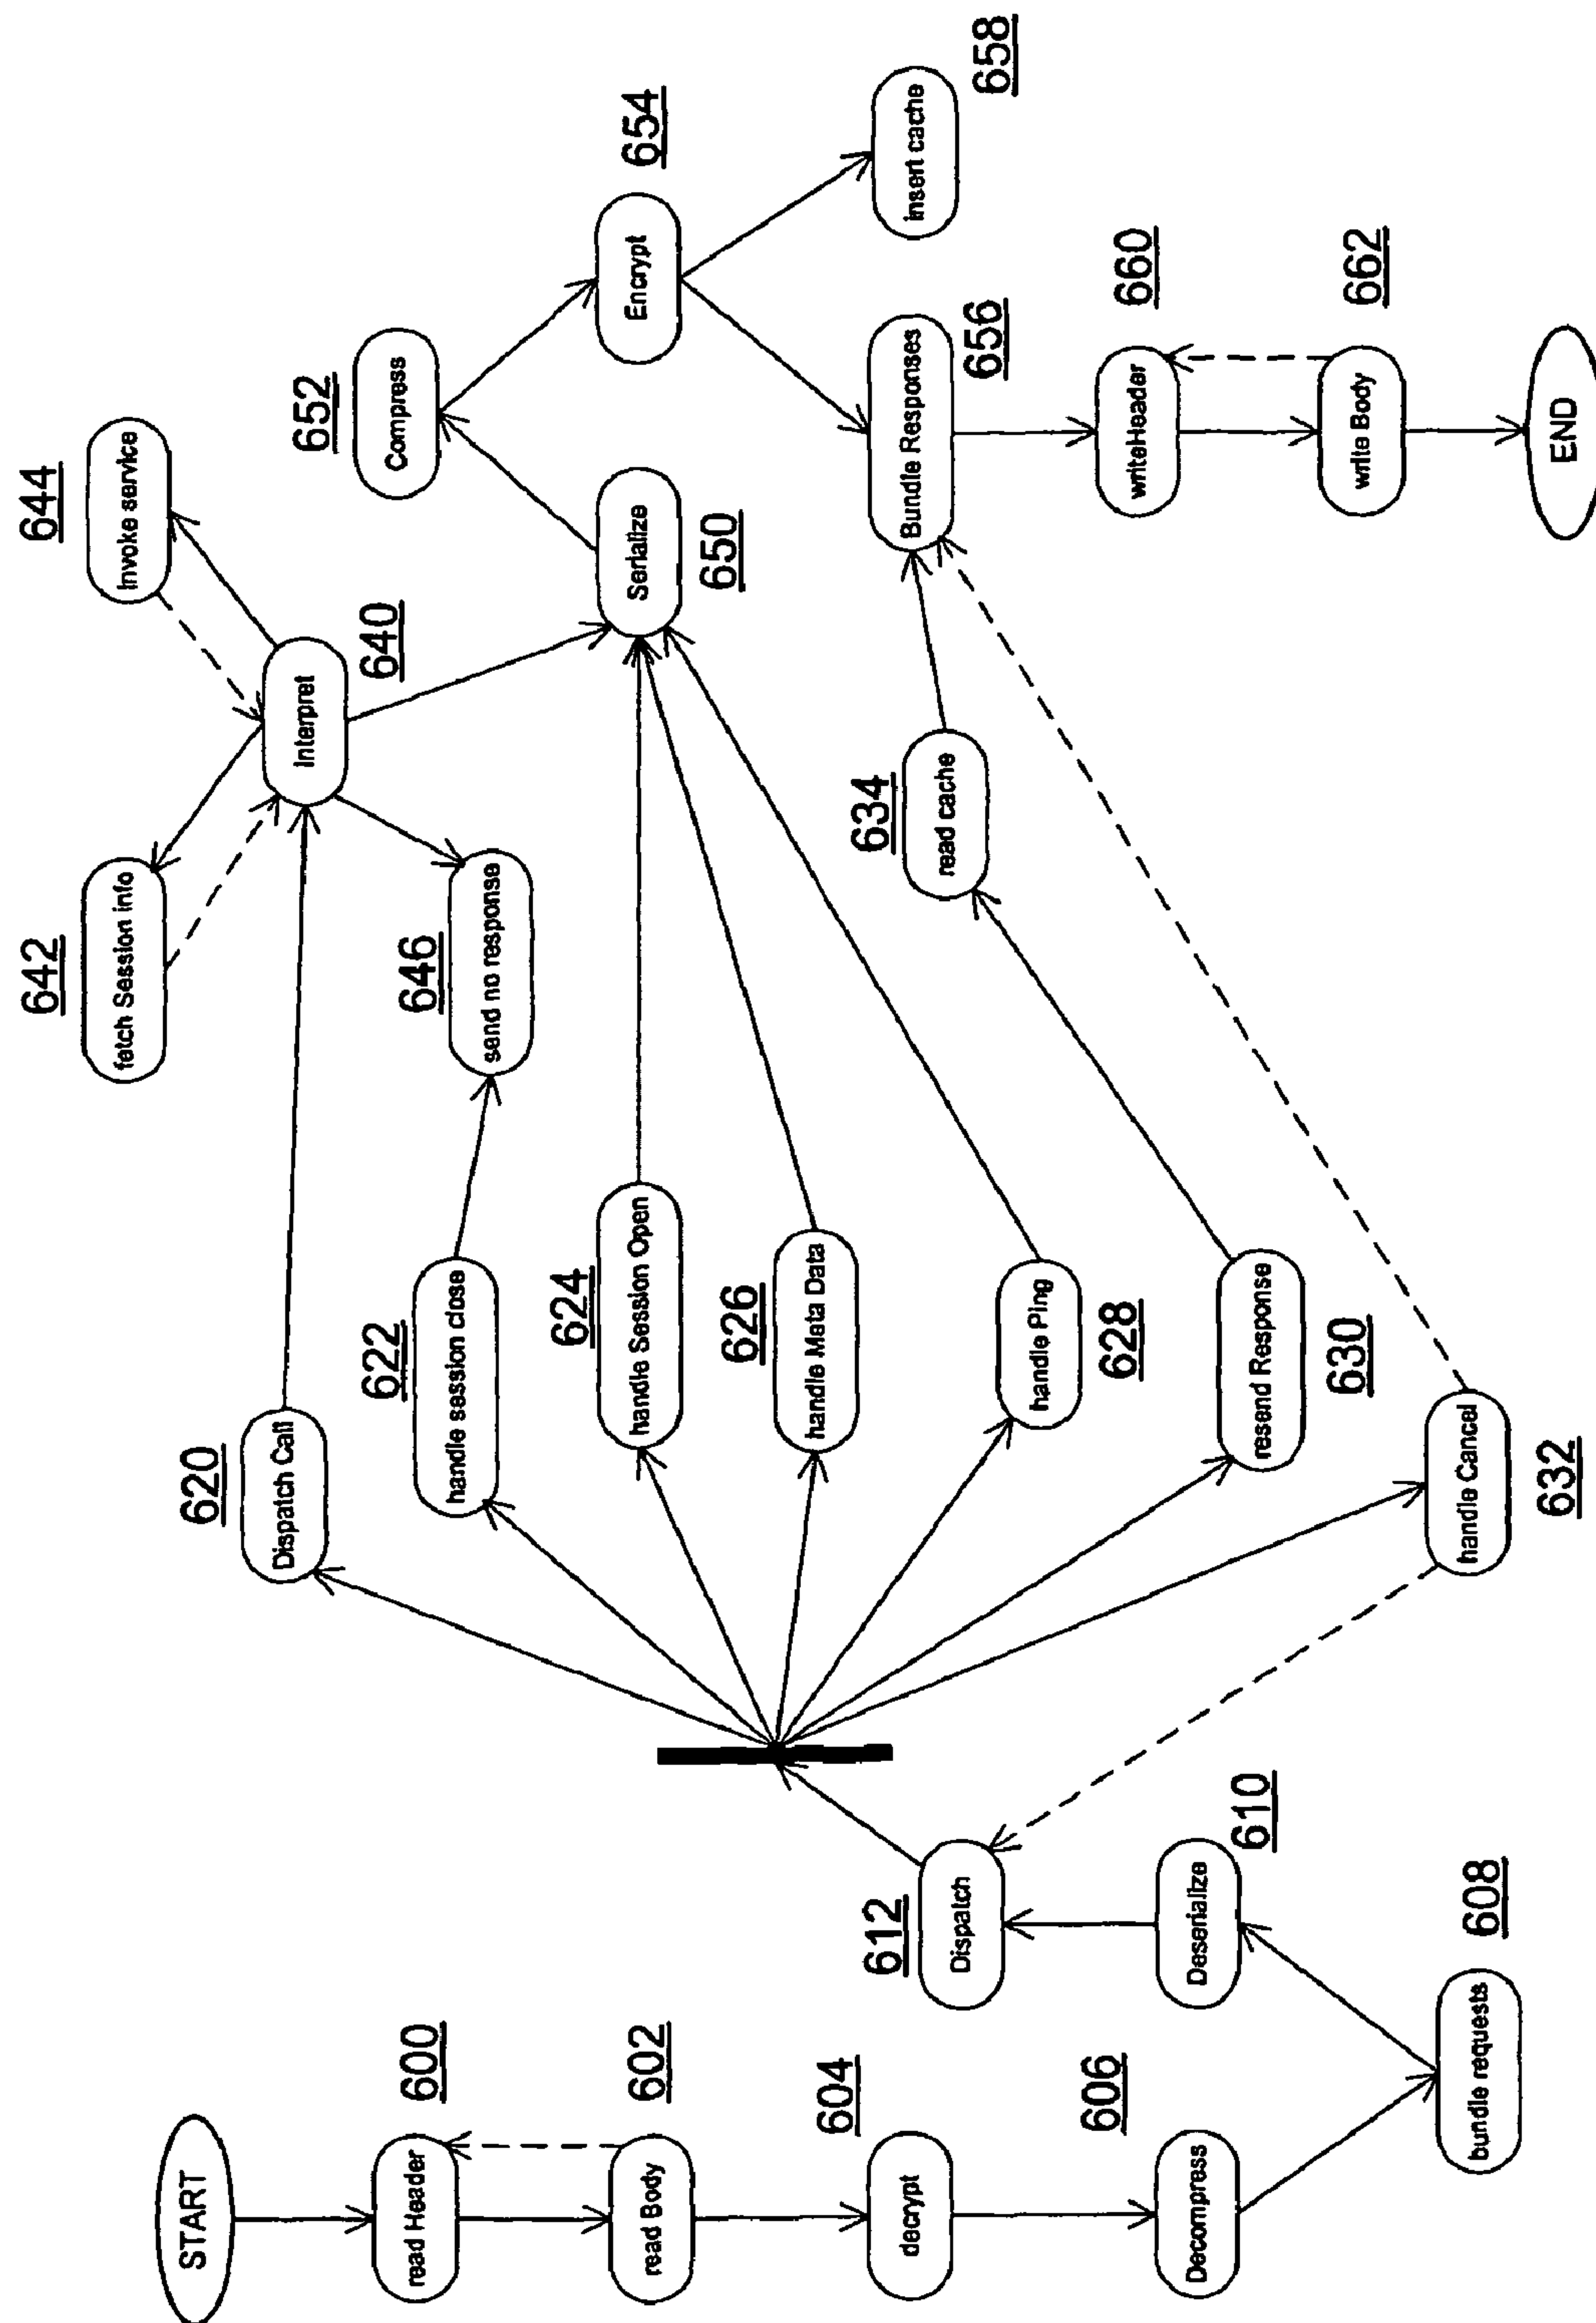 START
read Header
600
read Body
602
decrypt
604
Decompress
606
bundle requests
608
Deserialize
610
Dispatch
612
Dispatch Call
620
handle session close
622
handle Session Open
624
handle Meta Data
626
handle Ping
628
resend Response
630
handle Cancel
632
read cache
634
Interpret
640
fetch Session info
642
Invoke service
644
send no response
646
Serialize
650
Compress
652
Encrypt
654
Bundle Responses
656
insert cache
658
writeHeader
660
write Body
662
END